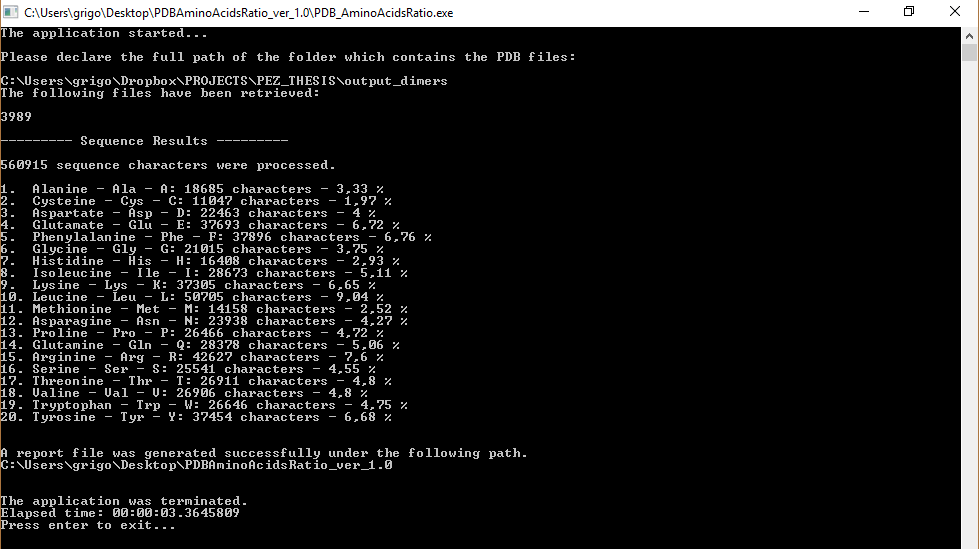 C:\Users\grigo\Desktop\PDBAminoAcidsRatio_ver_1.0\PDB_AminoAcidsRatio.exe
The application started...
Please declare the full path of the folder which contains the PDB files:
C:\Users\grigo\Dropbox\PROJECTS\PEZ_THESIS\output_dimers
The following files have been retrieved:
3989
--------- Sequence Results ---------
560915 sequence characters were processed.
1.  Alanine - Ala - A: 18685 characters - 3,33 %
2.  Cysteine - Cys - C: 11047 characters - 1,97 %
3.  Aspartate - Asp - D: 22463 characters - 4 %
4.  Glutamate - Glu - E: 37693 characters - 6,72 %
5.  Phenylalanine - Phe - F: 37896 characters - 6,76 %
6.  Glycine - Gly - G: 21015 characters - 3,75 %
7.  Histidine - His - H: 16408 characters - 2,93 %
8.  Isoleucine - Ile - I: 28673 characters - 5,11 %
9.  Lysine - Lys - K: 37305 characters - 6,65 %
10. Leucine - Leu - L: 50705 characters - 9,04 %
11. Methionine - Met - M: 14158 characters - 2,52 %
12. Asparagine - Asn - N: 23938 characters - 4,27 %
13. Proline - Pro - P: 26466 characters - 4,72 %
14. Glutamine - Gln - Q: 28378 characters - 5,06 %
15. Arginine - Arg - R: 42627 characters - 7,6 %
16. Serine - Ser - S: 25541 characters - 4,55 %
17. Threonine - Thr - T: 26911 characters - 4,8 %
18. Valine - Val - V: 26906 characters - 4,8 %
19. Tryptophan - Trp - W: 26646 characters - 4,75 %
20. Tyrosine - Tyr - Y: 37454 characters - 6,68 %
A report file was generated successfully under the following path.
C:\Users\grigo\Desktop\PDBAminoAcidsRatio_ver_1.0
The application was terminated.
Elapsed time: 00:00:03.3645809
Press enter to exit...